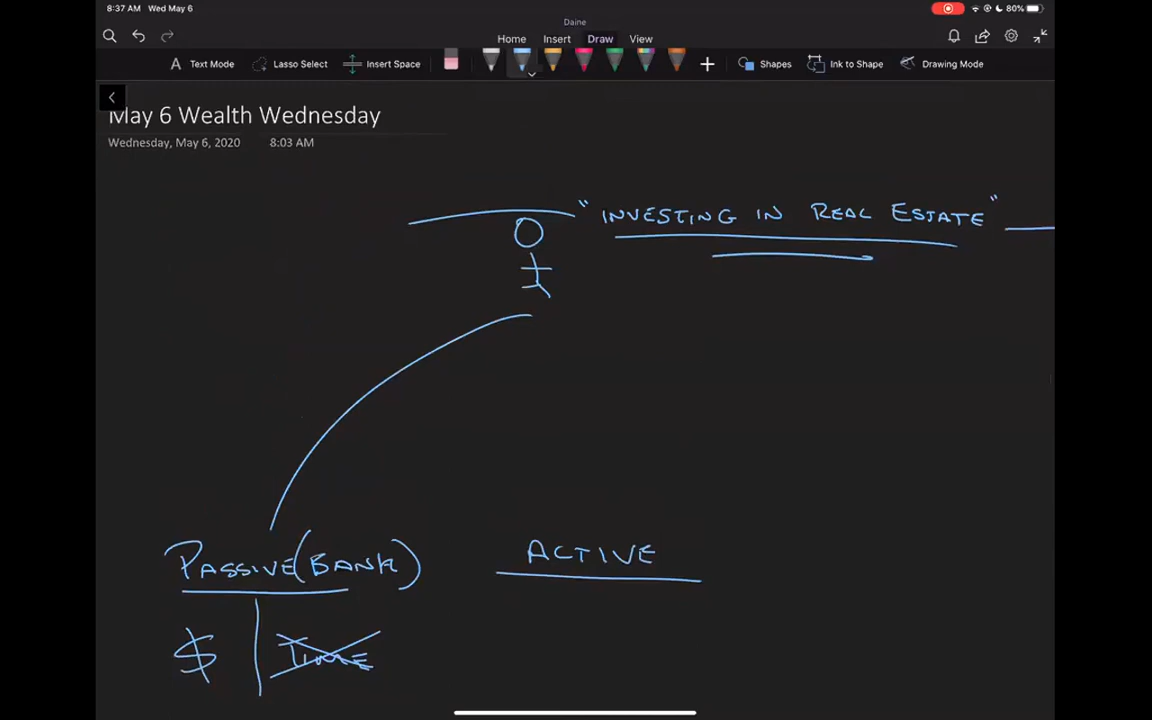 8:37 AM Wed May 6
80%
Daine
Home Insert Draw View
Text Mode Lasso Select Insert Space Shapes Ink to Shape Drawing Mode
May 6 Wealth Wednesday
Wednesday, May 6, 2020 8:03 AM
"INVESTING IN REAL ESTATE"
PASSIVE (BANK)
ACTIVE
$ TIME